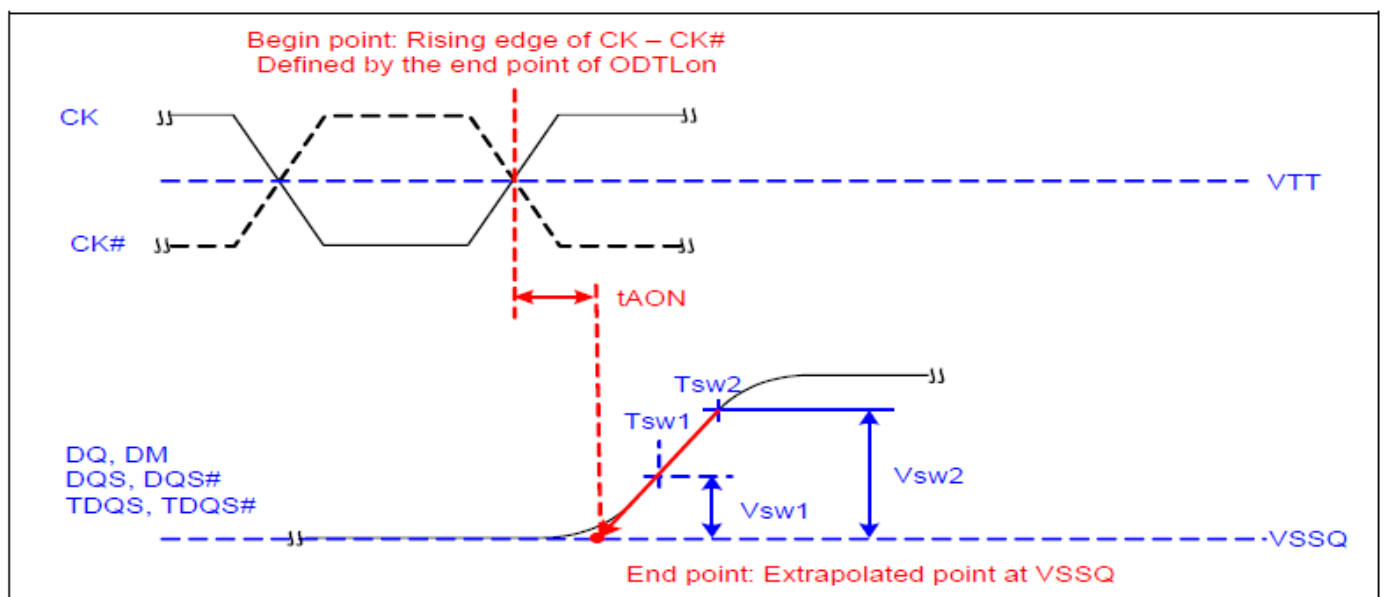 Begin point: Rising edge of CK – CK#
Defined by the end point of ODTLon
CK
VTT
CK#
tAON
Tsw2
Tsw1
DQ, DM
DQS, DQS#
TDQS, TDQS#
Vsw2
Vsw1
VSSQ
End point: Extrapolated point at VSSQ